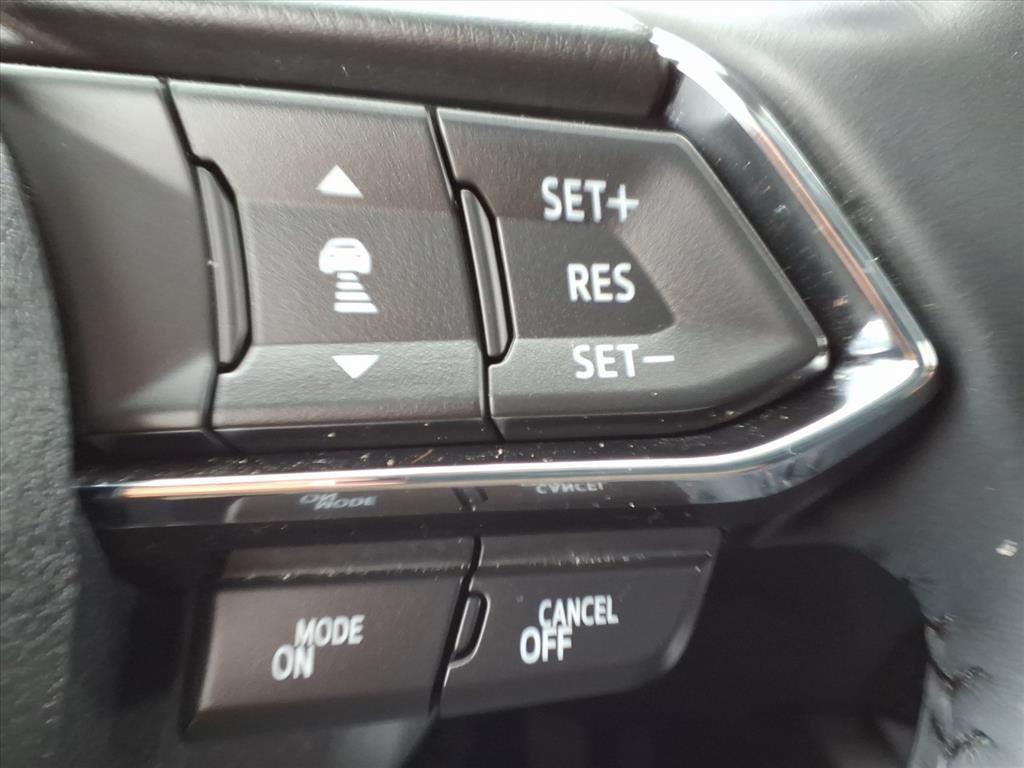 SET+
RES
SET−
MODE
ON
CANCEL
OFF